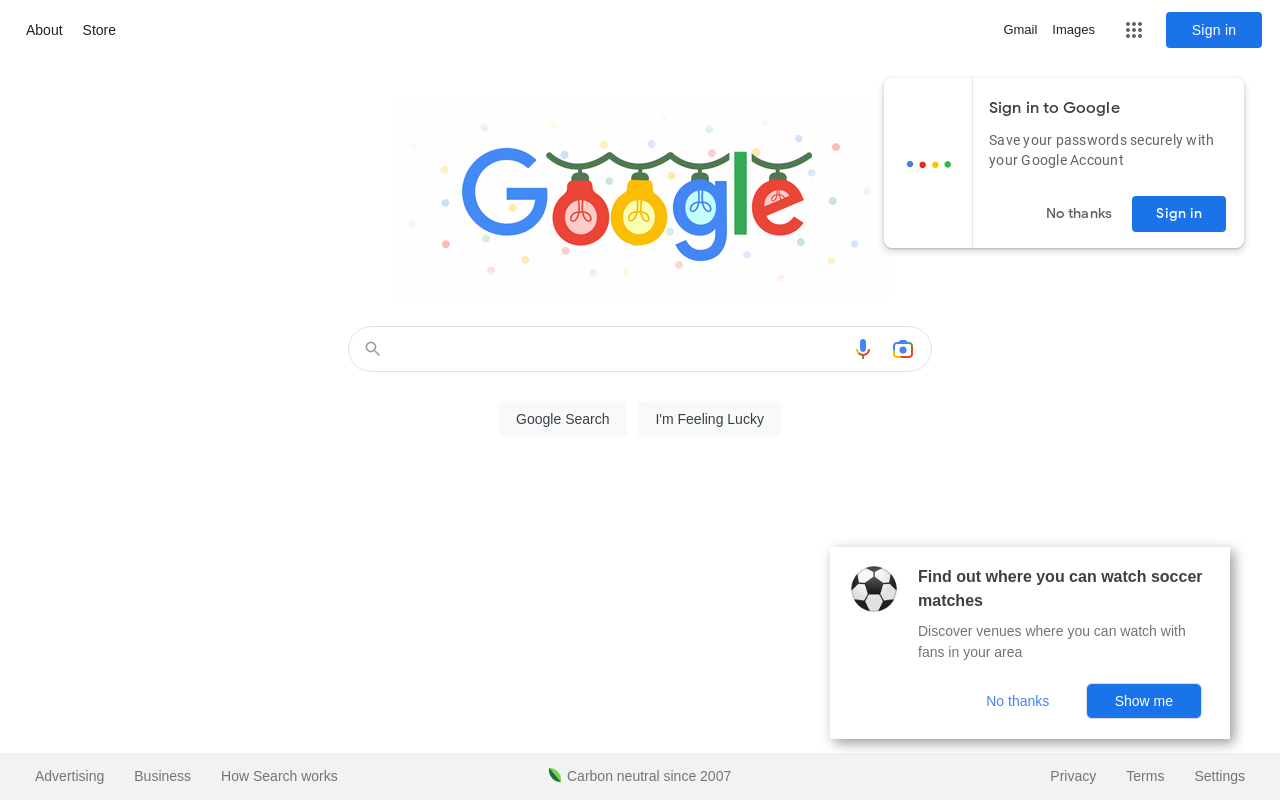 About Store
Gmail Images Sign in
Sign in to Google
Save your passwords securely with
your Google Account
No thanks Sign in
Google
Google Search I'm Feeling Lucky
Find out where you can watch soccer
matches
Discover venues where you can watch with
fans in your area
No thanks Show me
Advertising Business How Search works Carbon neutral since 2007 Privacy Terms Settings